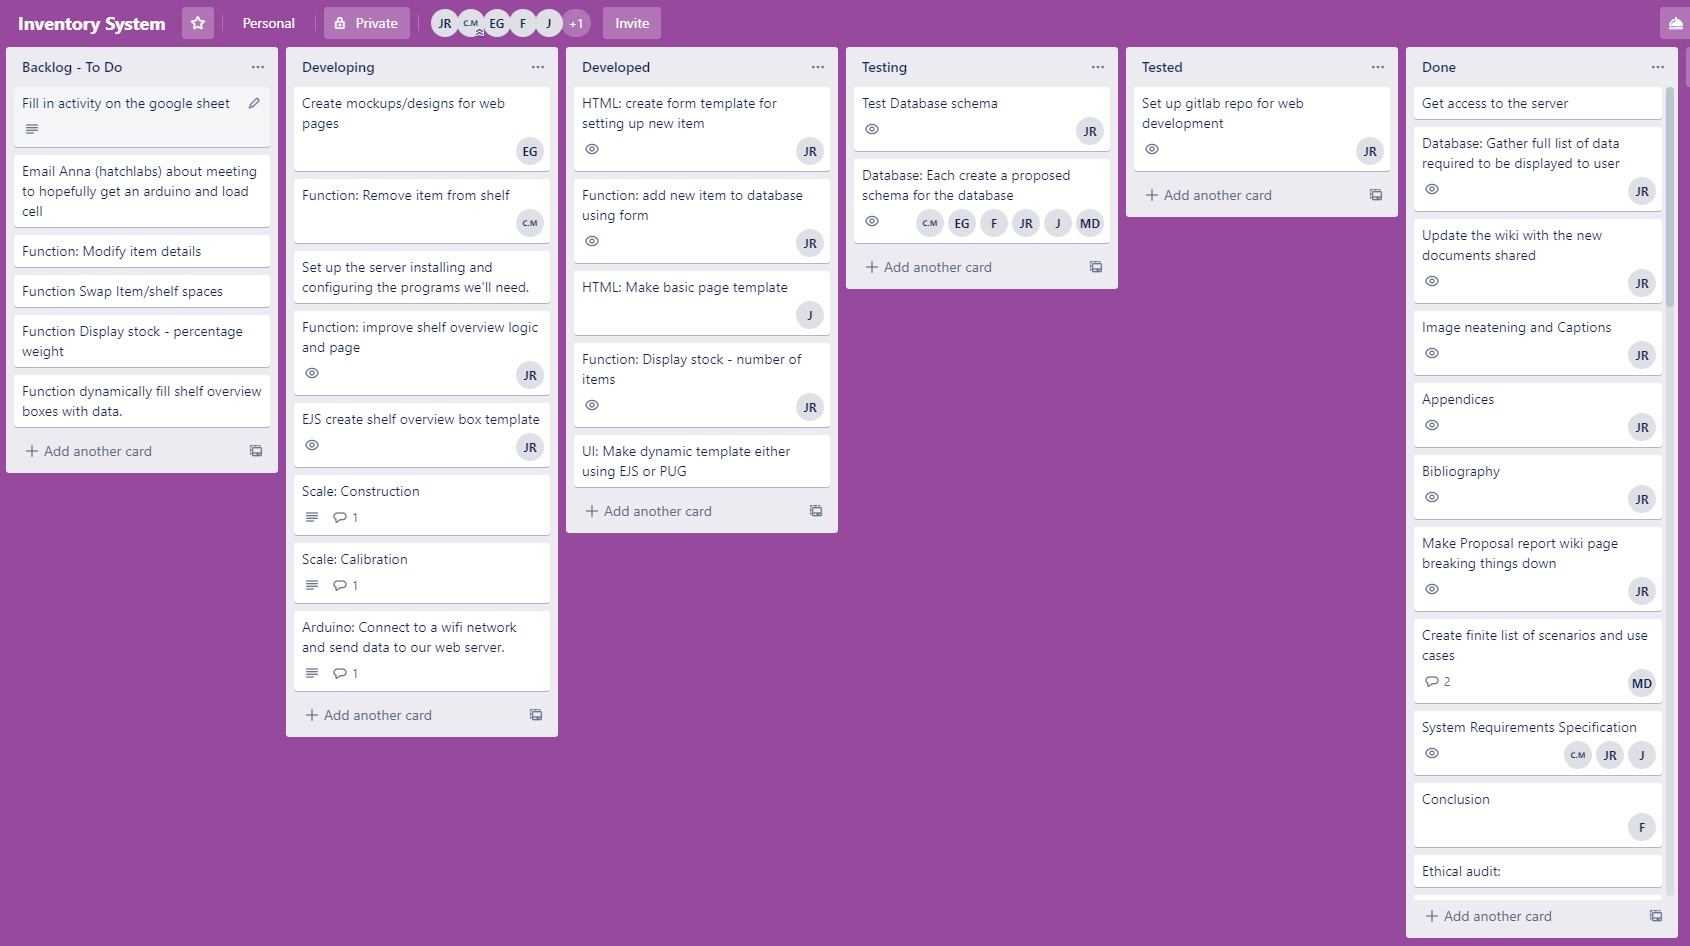 Inventory System
Personal
Private
JR C.M EG F J +1
Invite
Backlog - To Do
Fill in activity on the google sheet
Email Anna (hatchlabs) about meeting
to hopefully get an arduino and load
cell
Function: Modify item details
Function Swap Item/shelf spaces
Function Display stock - percentage
weight
Function dynamically fill shelf overview
boxes with data.
Add another card
Developing
Create mockups/designs for web
pages
EG
Function: Remove item from shelf
C.M
Set up the server installing and
configuring the programs we'll need.
Function: improve shelf overview logic
and page
JR
EJS create shelf overview box template
JR
Scale: Construction
1
Scale: Calibration
1
Arduino: Connect to a wifi network
and send data to our web server.
1
Add another card
Developed
HTML: create form template for
setting up new item
JR
Function: add new item to database
using form
JR
HTML: Make basic page template
J
Function: Display stock - number of
items
JR
UI: Make dynamic template either
using EJS or PUG
Add another card
Testing
Test Database schema
JR
Database: Each create a proposed
schema for the database
C.M EG F JR J MD
Add another card
Tested
Set up gitlab repo for web
development
JR
Add another card
Done
Get access to the server
Database: Gather full list of data
required to be displayed to user
JR
Update the wiki with the new
documents shared
JR
Image neatening and Captions
JR
Appendices
JR
Bibliography
JR
Make Proposal report wiki page
breaking things down
JR
Create finite list of scenarios and use
cases
2 MD
System Requirements Specification
C.M JR J
Conclusion
F
Ethical audit:
Add another card